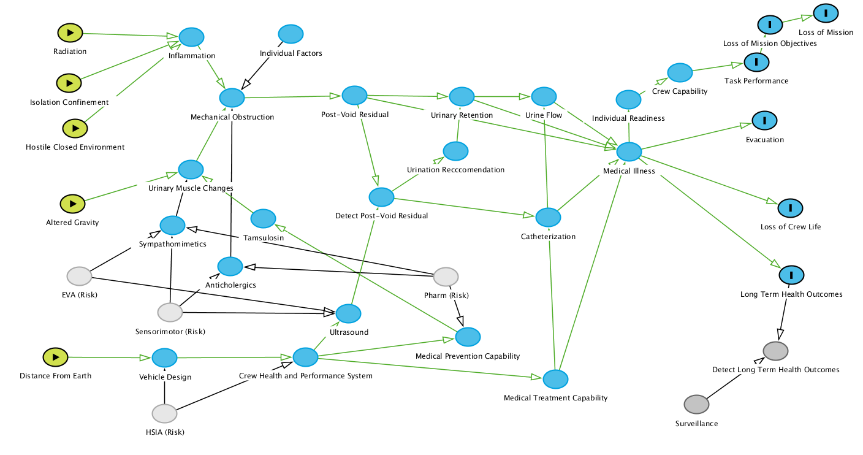 Loss of Mission
Loss of Mission Objectives
Radiation
Inflammation
Individual Factors
Task Performance
Crew Capability
Isolation Confinement
Mechanical Obstruction
Post-Void Residual
Urinary Retention
Urine Flow
Individual Readiness
Evacuation
Hostile Closed Environment
Urination Reccomendation
Medical Illness
Urinary Muscle Changes
Altered Gravity
Detect Post-Void Residual
Loss of Crew Life
Tamsulosin
Catheterization
Sympathomimetics
Anticholergics
EVA (Risk)
Pharm (Risk)
Long Term Health Outcomes
Sensorimotor (Risk)
Ultrasound
Medical Prevention Capability
Distance From Earth
Vehicle Design
Crew Health and Performance System
Detect Long Term Health Outcomes
Medical Treatment Capability
HSIA (Risk)
Surveillance